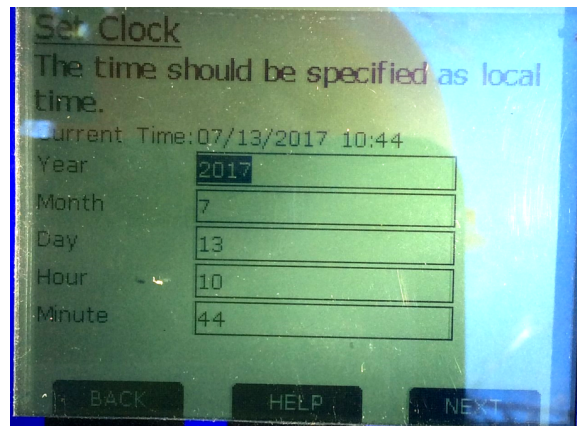 Set Clock
The time should be specified as local
time.
Current Time:07/13/2017 10:44
Year 2017
Month 7
Day 13
Hour 10
Minute 44
BACK HELP NEXT